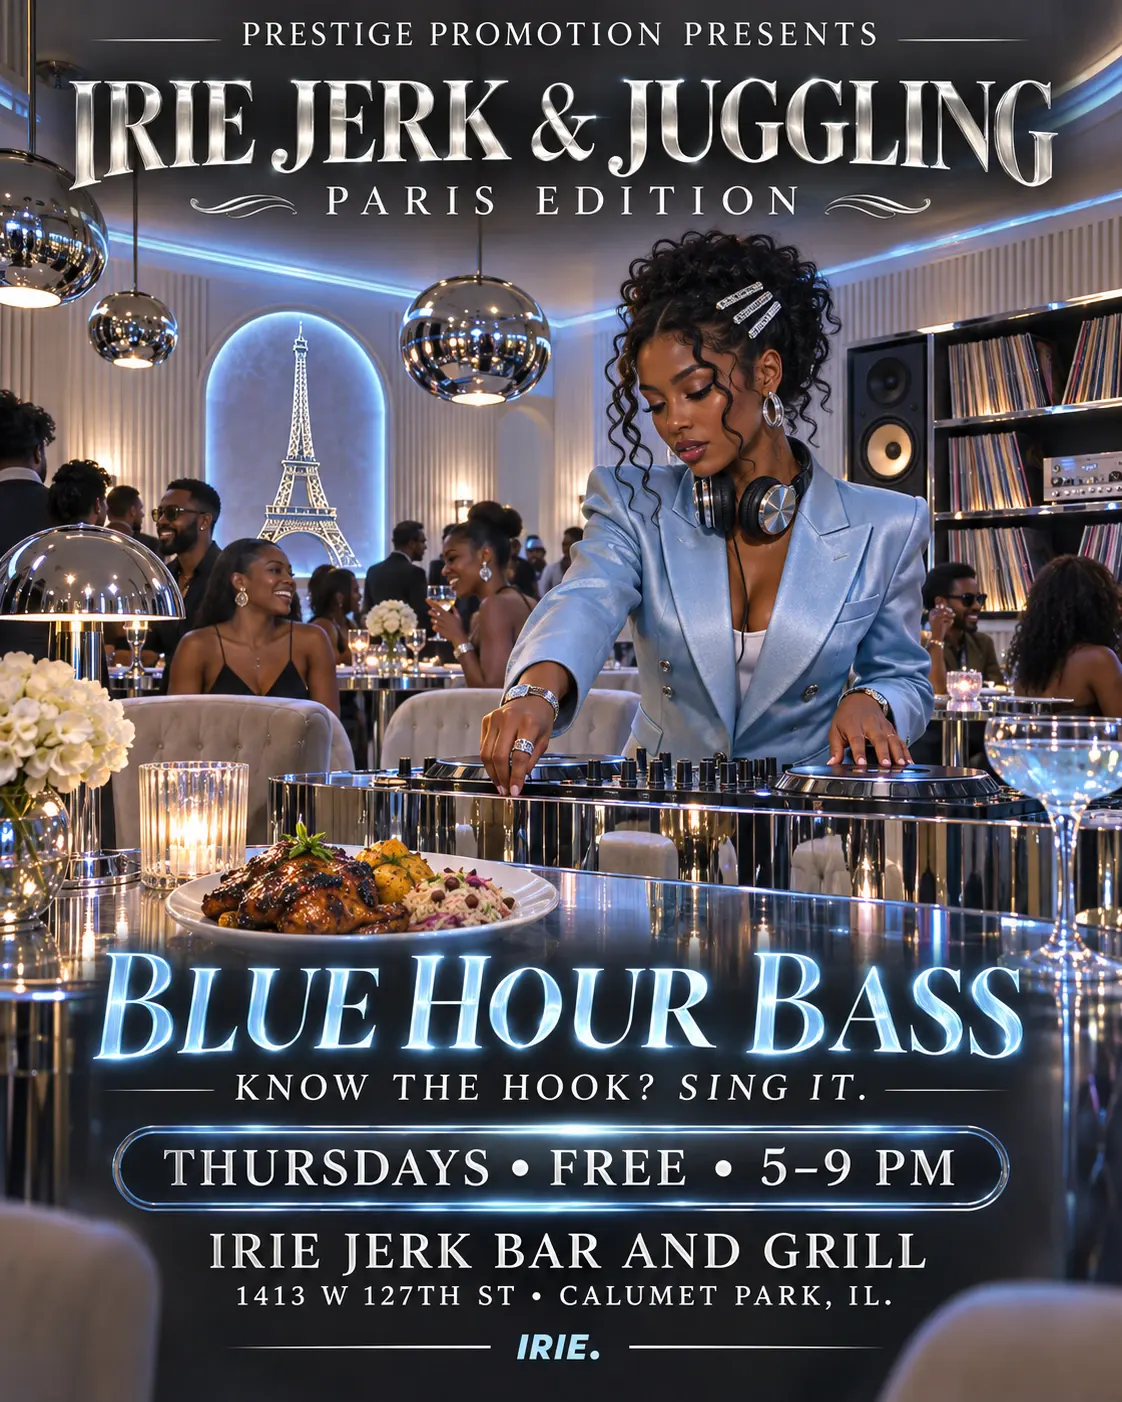 PRESTIGE PROMOTION PRESENTS
IRIE JERK & JUGGLING
PARIS EDITION
BLUE HOUR BASS
KNOW THE HOOK? SING IT.
THURSDAYS • FREE • 5–9 PM
IRIE JERK BAR AND GRILL
1413 W 127TH ST • CALUMET PARK, IL.
IRIE.